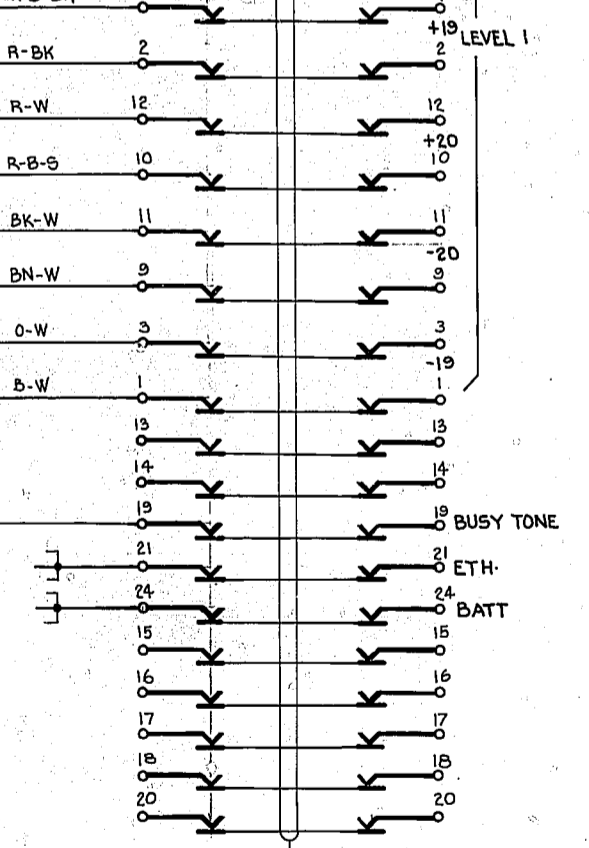 +19 LEVEL 1
R-BK 2 2
R-W 12 12
+20
R-B-S 10 10
BK-W 11 11
-20
BN-W 9 9
O-W 3 3
-19
B-W 1 1
13 13
14 14
19 19 BUSY TONE
21 21 ETH.
24 24 BATT
15 15
16 16
17 17
18 18
20 20